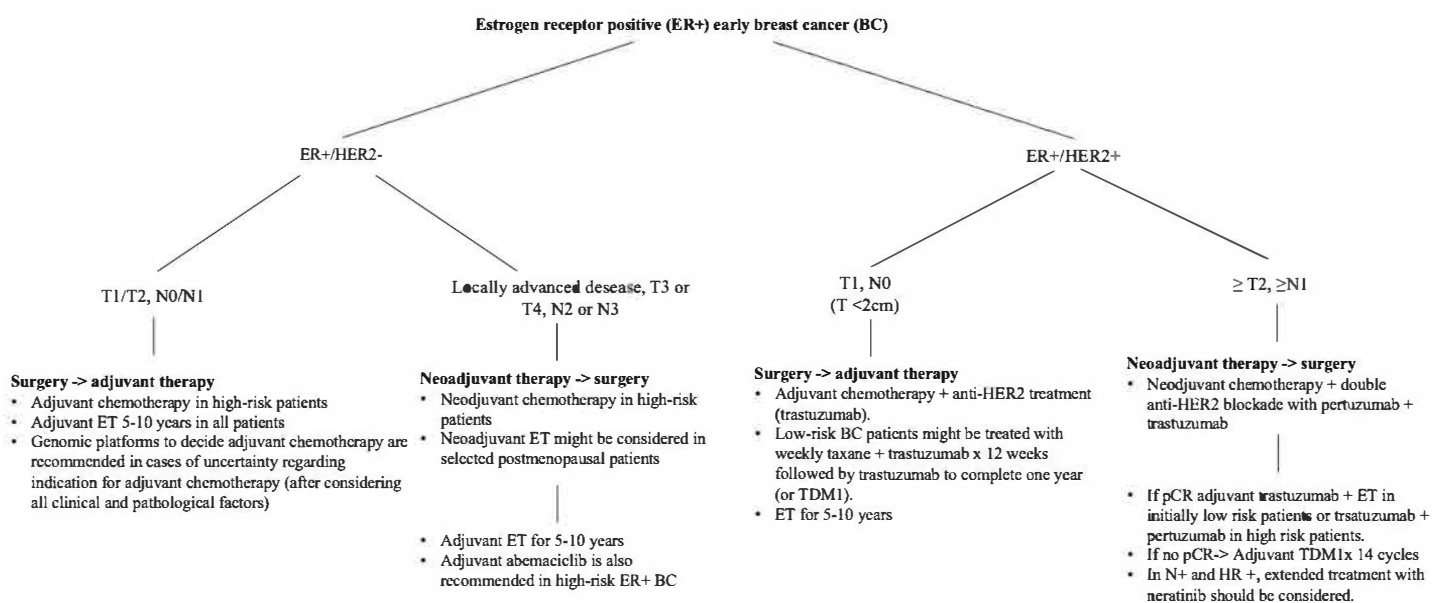 Estrogen receptor positive (ER+) early breast cancer (BC)
ER+/HER2-
ER+/HER2+
T1/T2, N0/N1
Locally advanced desease, T3 or
T4, N2 or N3
T1, N0
(T <2cm)
≥ T2, ≥N1
Surgery -> adjuvant therapy
• Adjuvant chemotherapy in high-risk patients
• Adjuvant ET 5-10 years in all patients
• Genomic platforms to decide adjuvant chemotherapy are
recommended in cases of uncertainty regarding
indication for adjuvant chemotherapy (after considering
all clinical and pathological factors)
Neoadjuvant therapy -> surgery
• Neodjuvant chemotherapy in high-risk
patients
• Neoadjuvant ET might be considered in
selected postmenopausal patients
• Adjuvant ET for 5-10 years
• Adjuvant abemaciclib is also
recommended in high-risk ER+ BC
Surgery -> adjuvant therapy
• Adjuvant chemotherapy + anti-HER2 treatment
(trastuzumab).
• Low-risk BC patients might be treated with
weekly taxane + trastuzumab x 12 weeks
followed by trastuzumab to complete one year
(or TDM1).
• ET for 5-10 years
Neoadjuvant therapy -> surgery
• Neodjuvant chemotherapy + double
anti-HER2 blockade with pertuzumab +
trastuzumab
• If pCR adjuvant trastuzumab + ET in
initially low risk patients or trsatuzumab +
pertuzumab in high risk patients.
• If no pCR-> Adjuvant TDM1x 14 cycles
• In N+ and HR +, extended treatment with
neratinib should be considered.